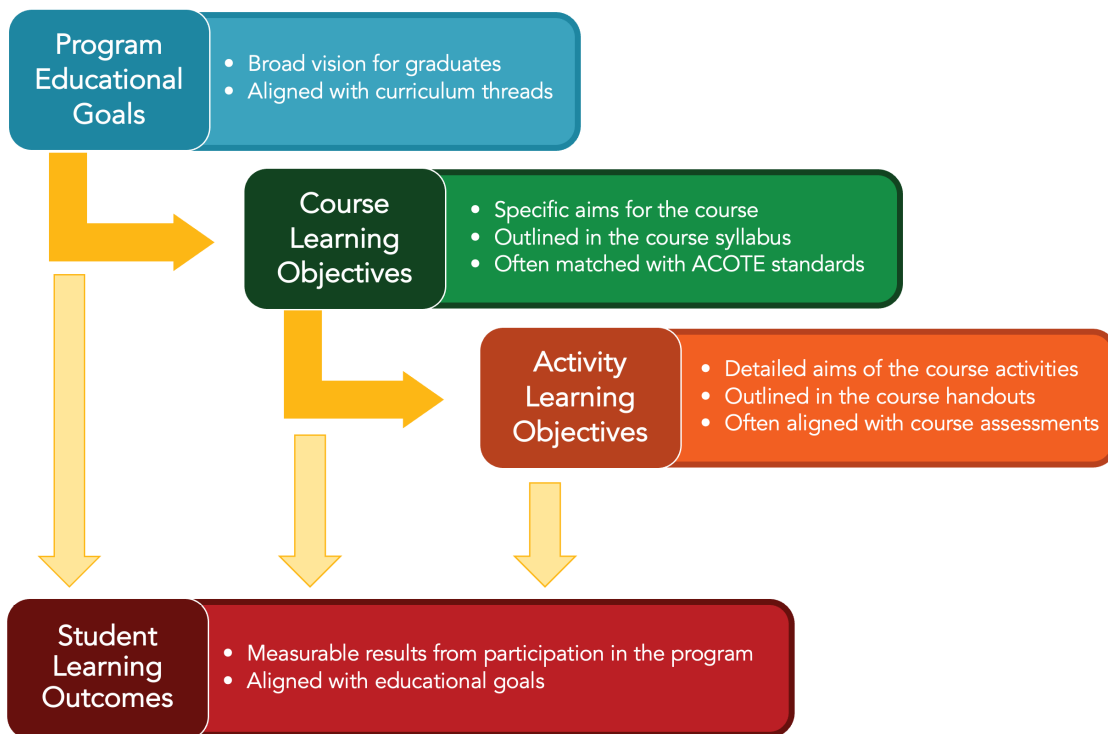 Program
Educational
Goals
• Broad vision for graduates
• Aligned with curriculum threads
Course
Learning
Objectives
• Specific aims for the course
• Outlined in the course syllabus
• Often matched with ACOTE standards
Activity
Learning
Objectives
• Detailed aims of the course activities
• Outlined in the course handouts
• Often aligned with course assessments
Student
Learning
Outcomes
• Measurable results from participation in the program
• Aligned with educational goals